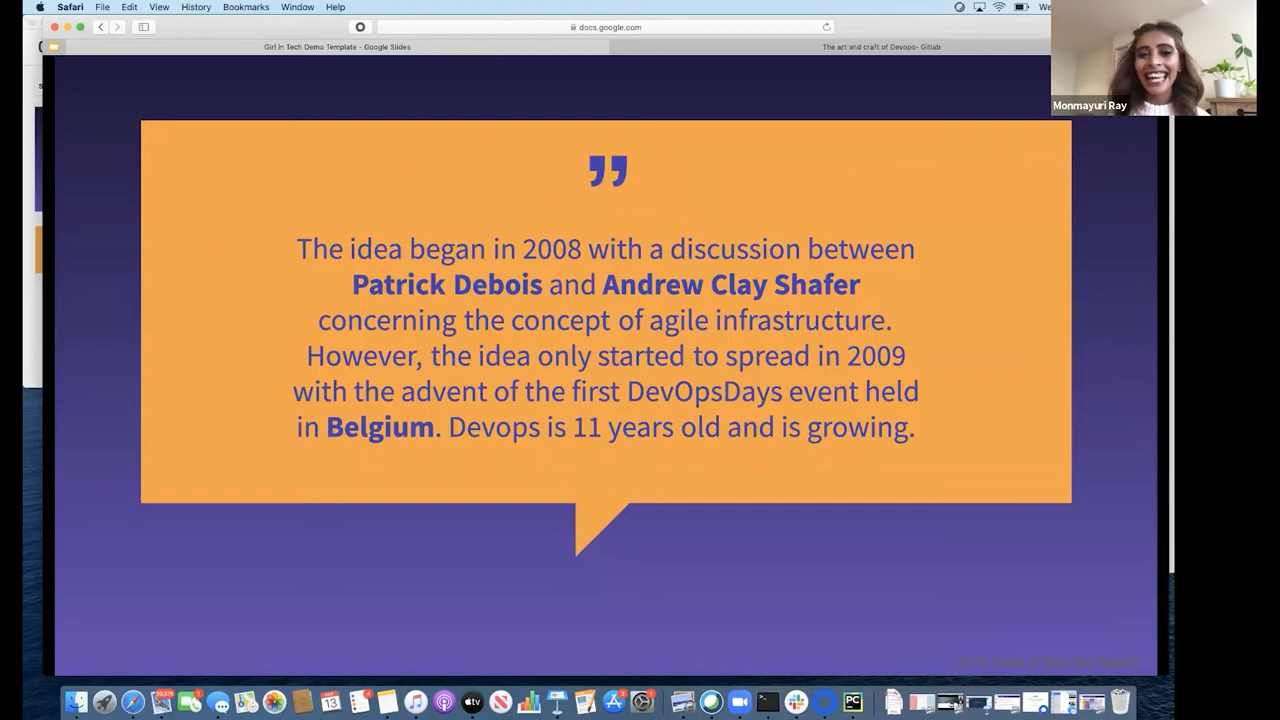 Safari File Edit View History Bookmarks Window Help We
docs.google.com
Girl In Tech Demo Template - Google Slides
The art and craft of Devops- Gitlab
Monmayuri Ray
”
The idea began in 2008 with a discussion between
Patrick Debois and Andrew Clay Shafer
concerning the concept of agile infrastructure.
However, the idea only started to spread in 2009
with the advent of the first DevOpsDays event held
in Belgium. Devops is 11 years old and is growing.